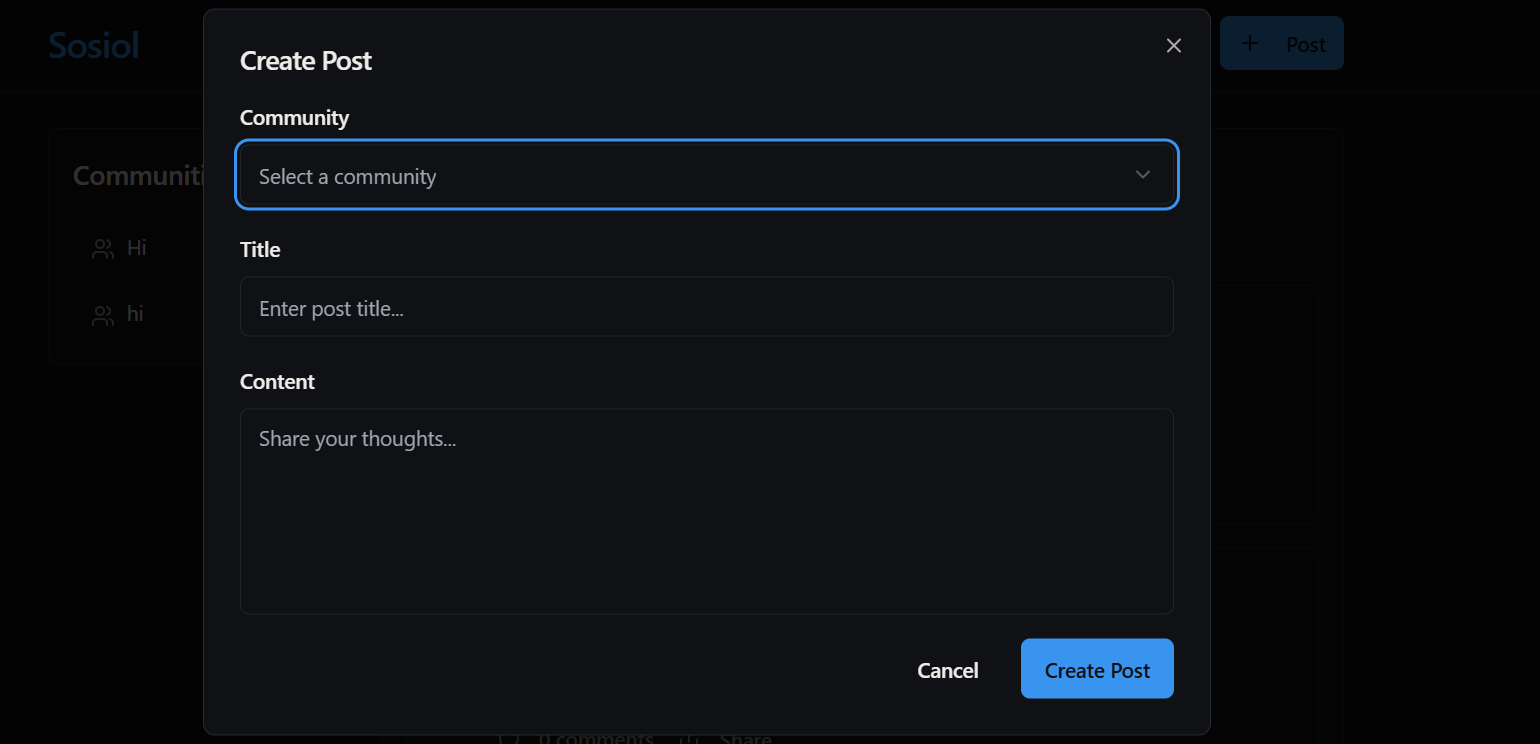 Sosiol
Post
Communiti
Hi
hi
Create Post
Community
Select a community
Title
Enter post title...
Content
Share your thoughts...
Cancel
Create Post
0 comments
Share